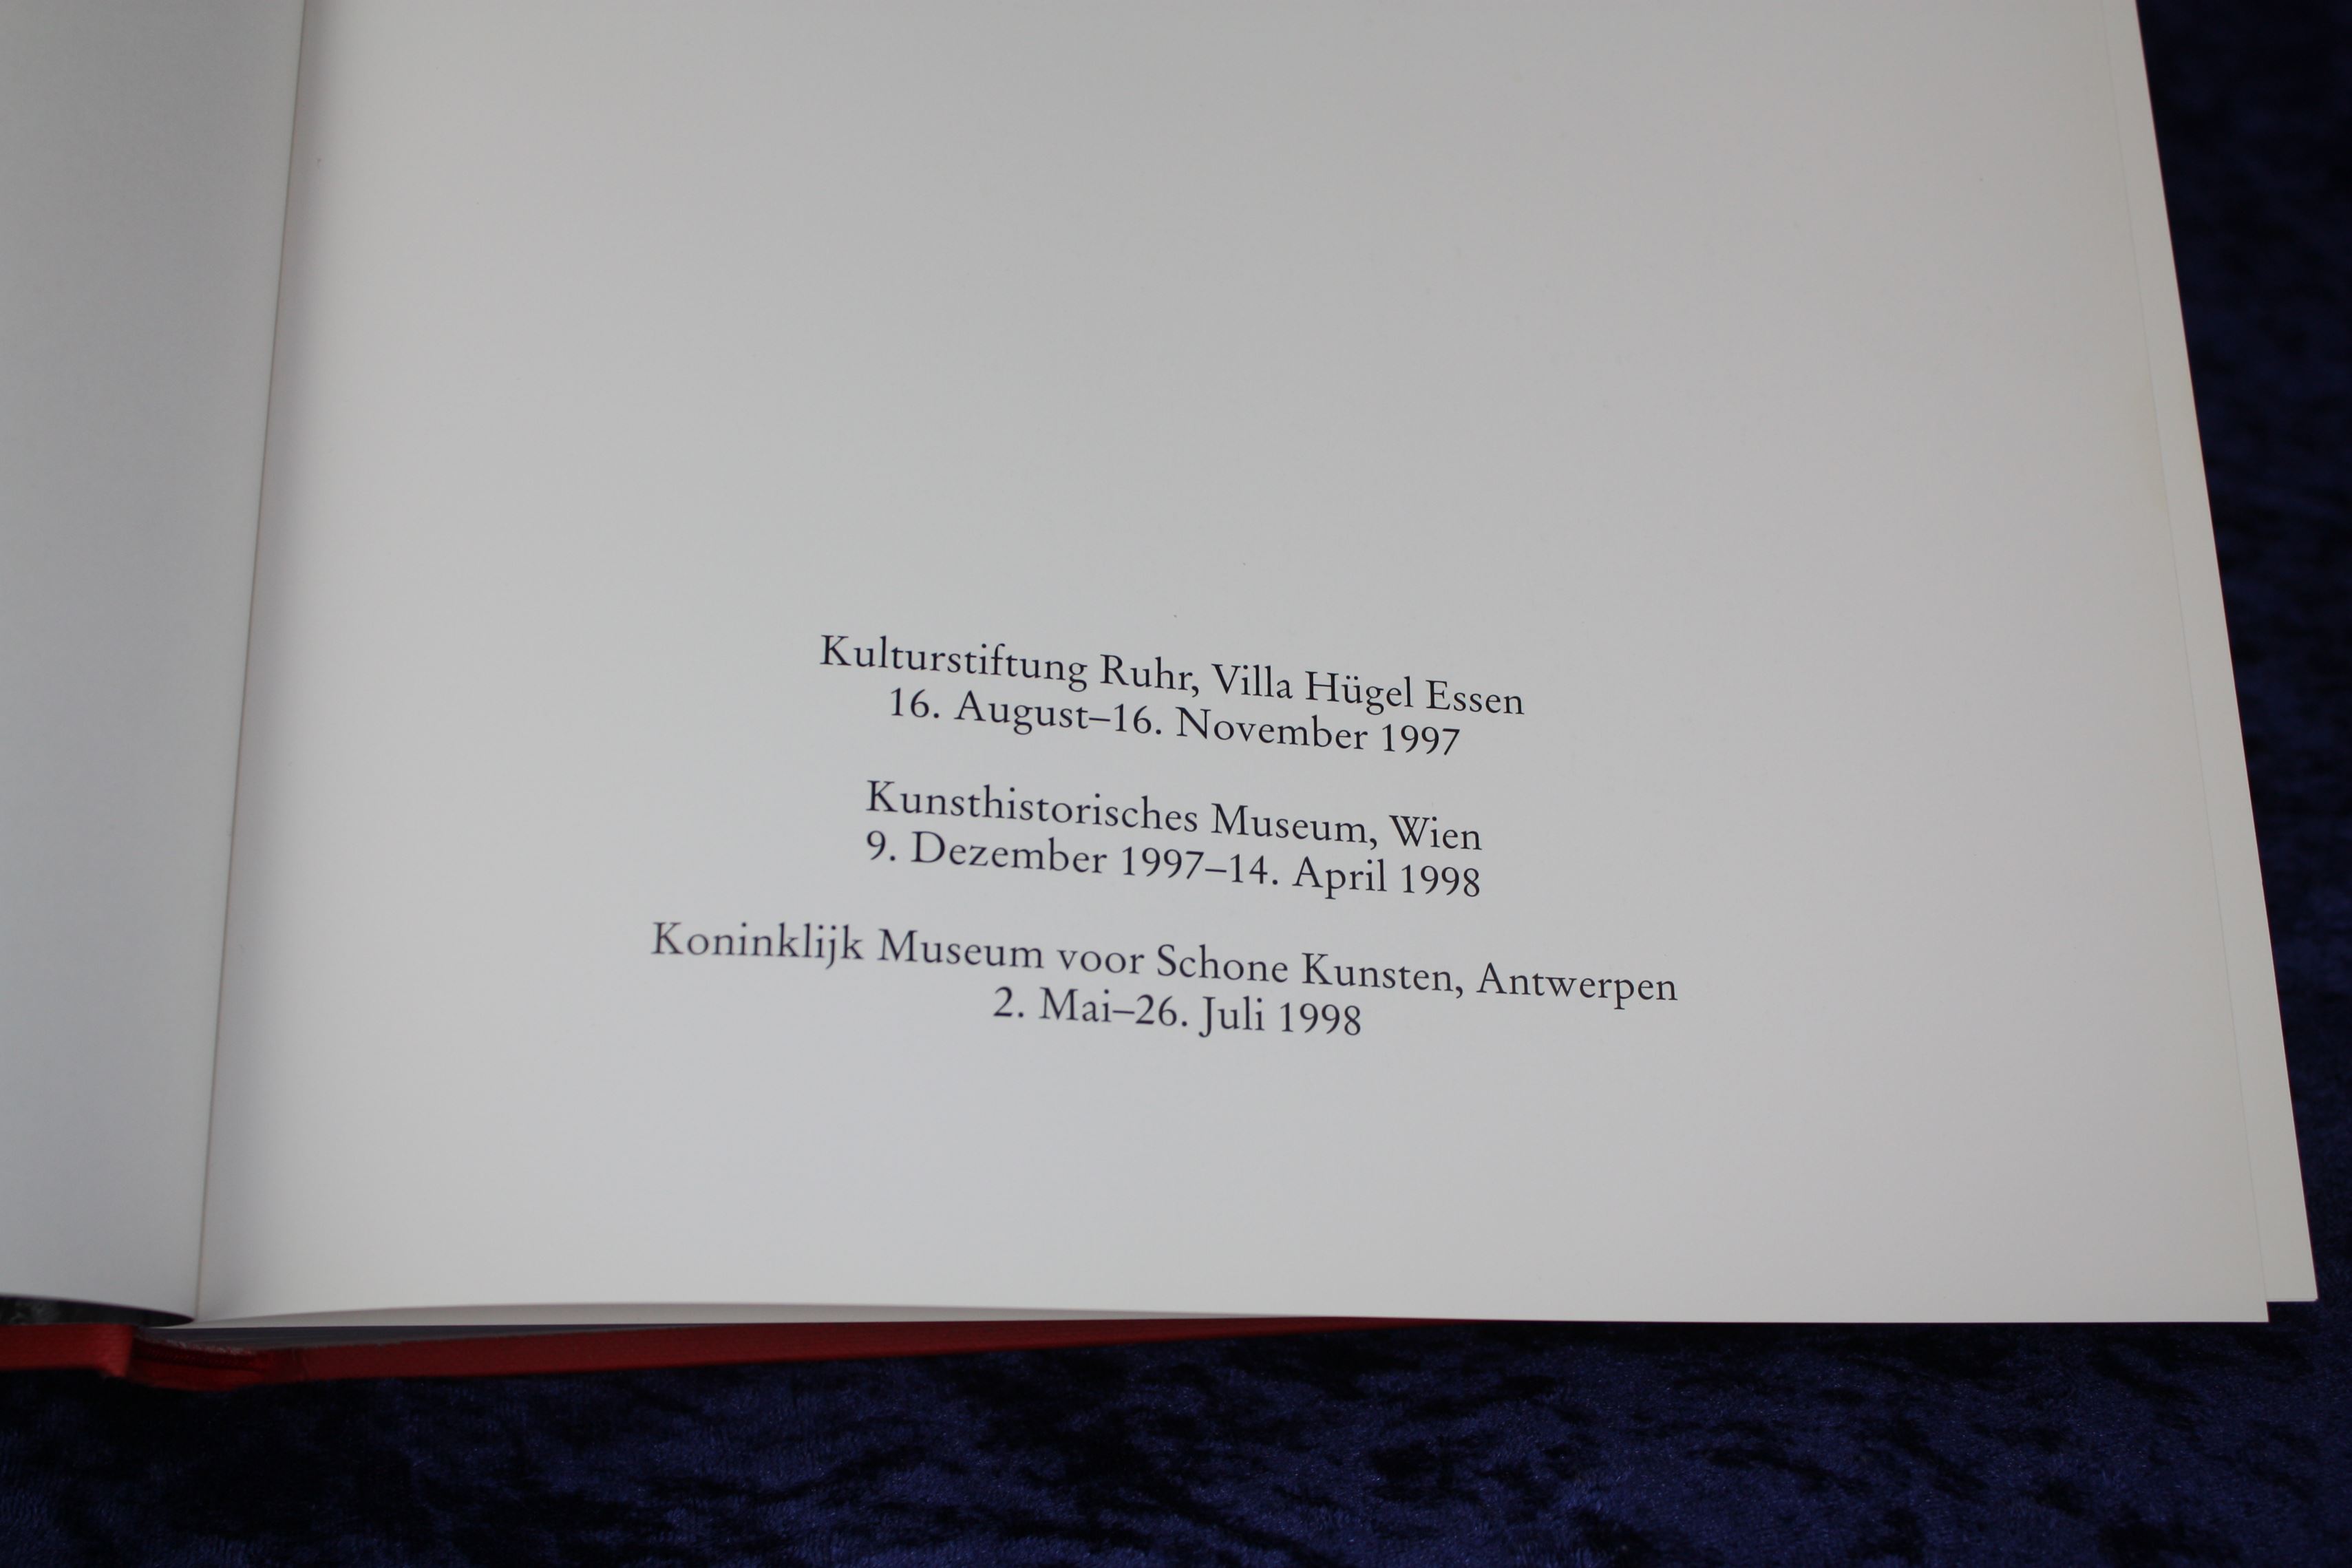 Kulturstiftung Ruhr, Villa Hügel Essen
16. August–16. November 1997
Kunsthistorisches Museum, Wien
9. Dezember 1997–14. April 1998
Koninklijk Museum voor Schone Kunsten, Antwerpen
2. Mai–26. Juli 1998